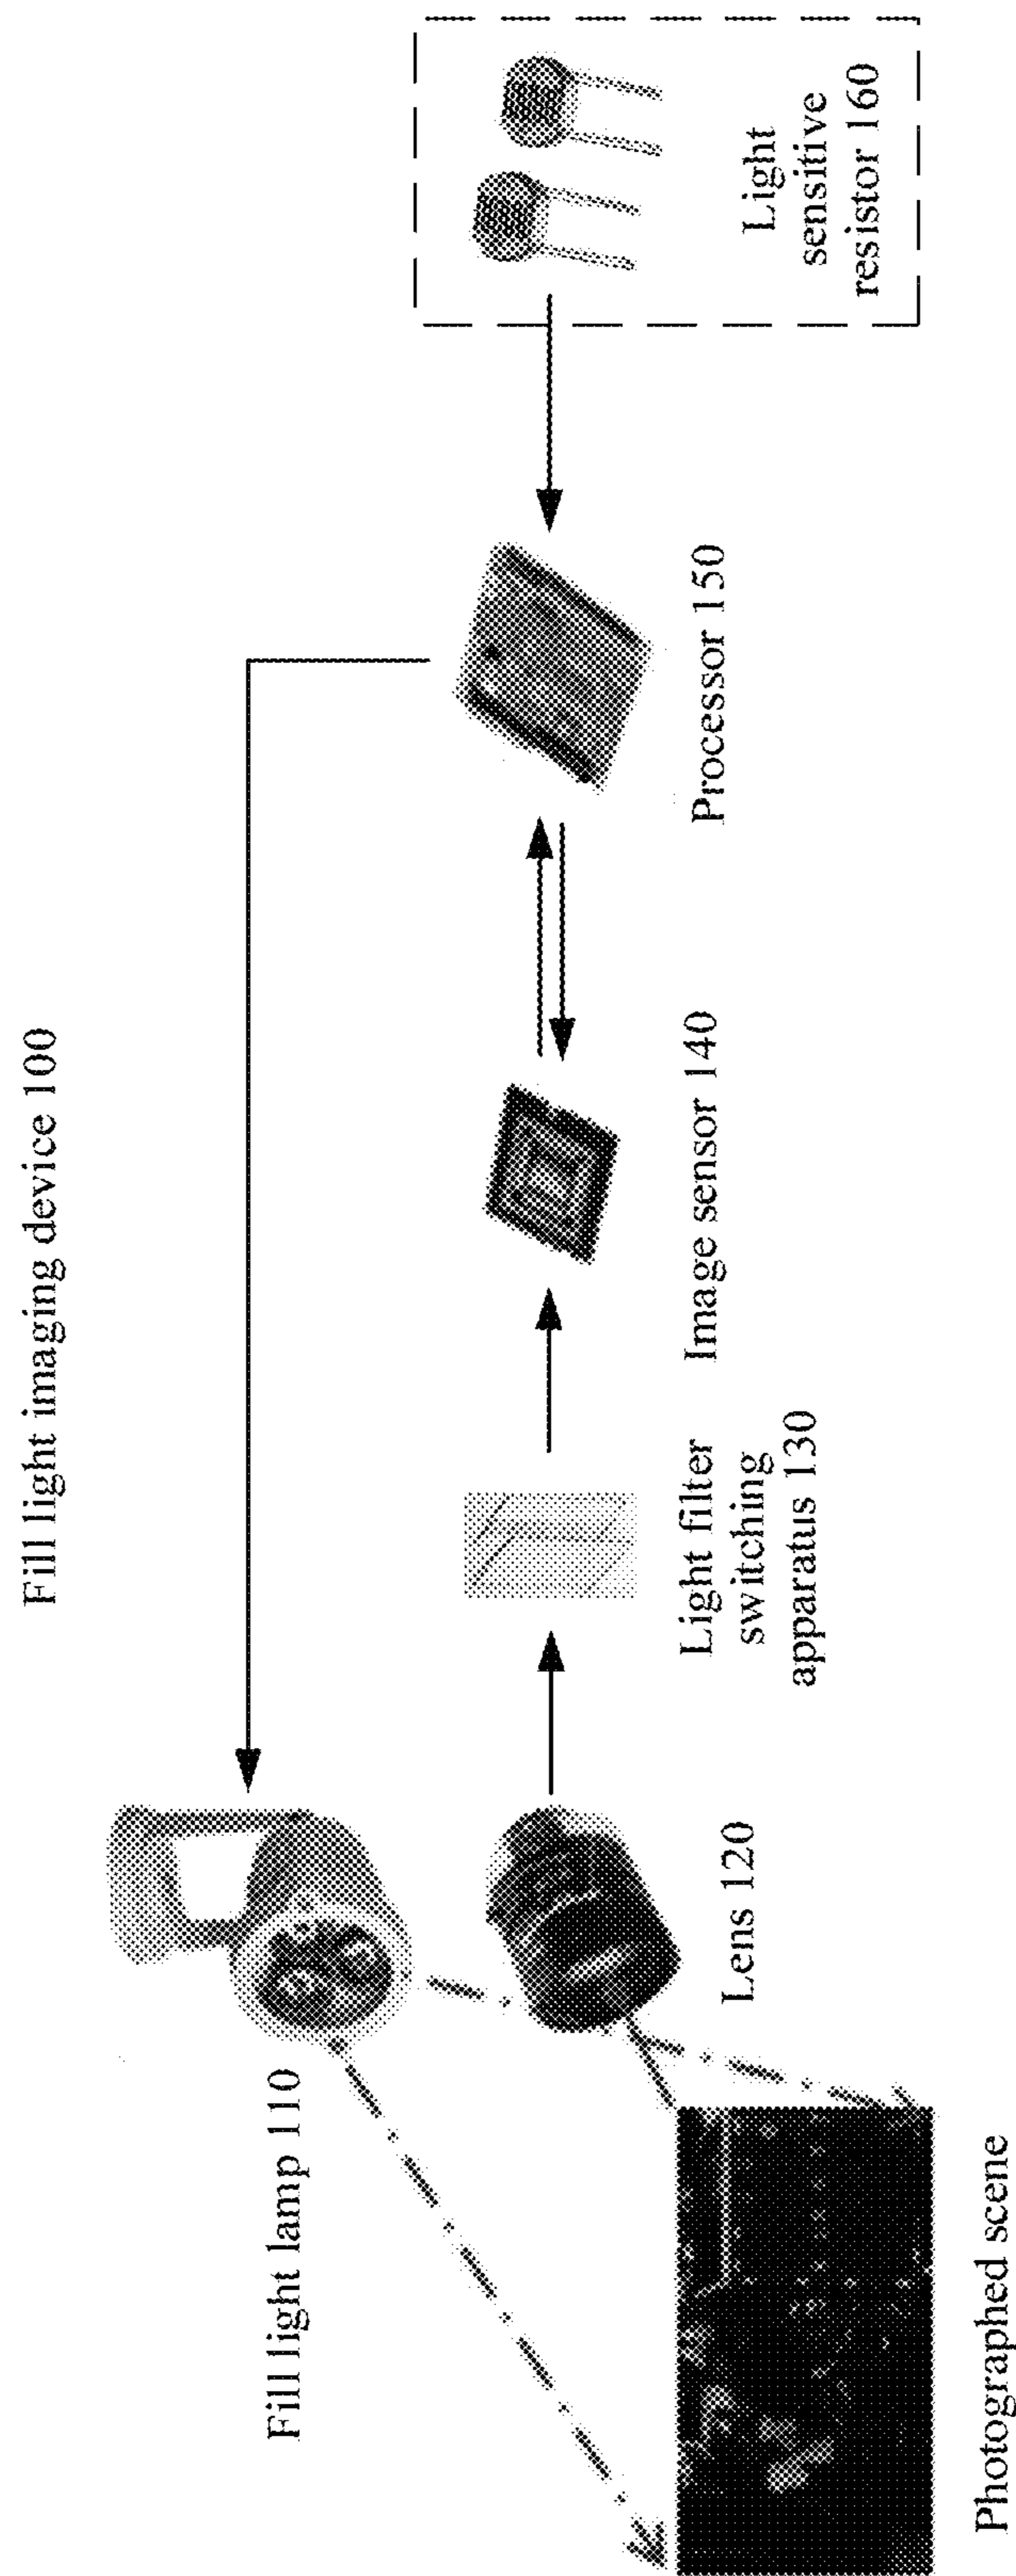 Fill light imaging device 100
Fill light lamp 110
Photographed scene
Lens 120
Light filter
switching
apparatus 130
Image sensor 140
Processor 150
Light
sensitive
resistor 160